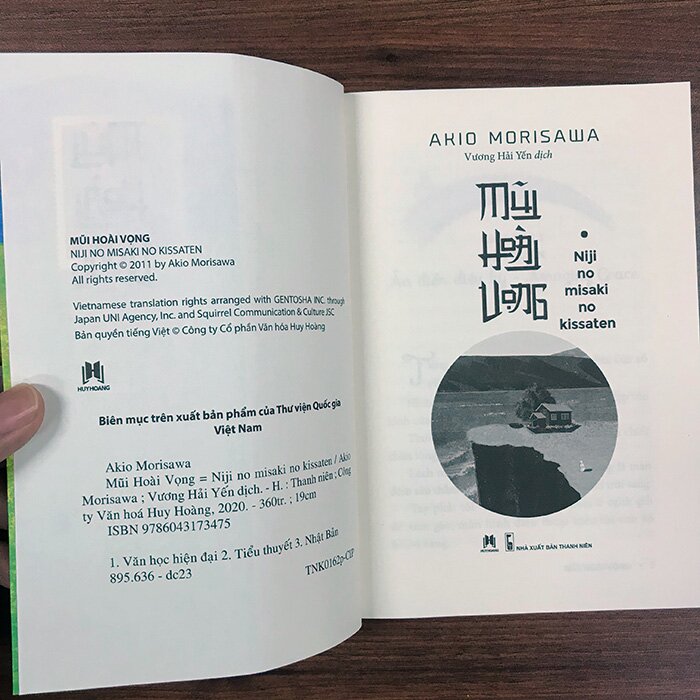 MŨI HOÀI VỌNG
NIJI NO MISAKI NO KISSATEN
Copyright © 2011 by Akio Morisawa
All rights reserved.
Vietnamese translation rights arranged with GENTOSHA INC. through
Japan UNI Agency, Inc. and Squirrel Communication & Culture JSC
Bản quyền tiếng Việt © Công ty Cổ phần Văn hóa Huy Hoàng
HUYHOANG
Biên mục trên xuất bản phẩm của Thư viện Quốc gia
Việt Nam
Akio Morisawa
Mũi Hoài Vọng = Niji no misaki no kissaten / Akio
Morisawa ; Vương Hải Yến dịch. - H. : Thanh niên ; Công
ty Văn hoá Huy Hoàng, 2020. - 360tr. ; 19cm
ISBN 9786043173475
1. Văn học hiện đại 2. Tiểu thuyết 3. Nhật Bản
895.636 - dc23
TNK0162p-CIP
AKIO MORISAWA
Vương Hải Yến dịch
MŨI
HOÀI
VỌNG
Niji
no
misaki
no
kissaten
HUYHOANG
NHÀ XUẤT BẢN THANH NIÊN